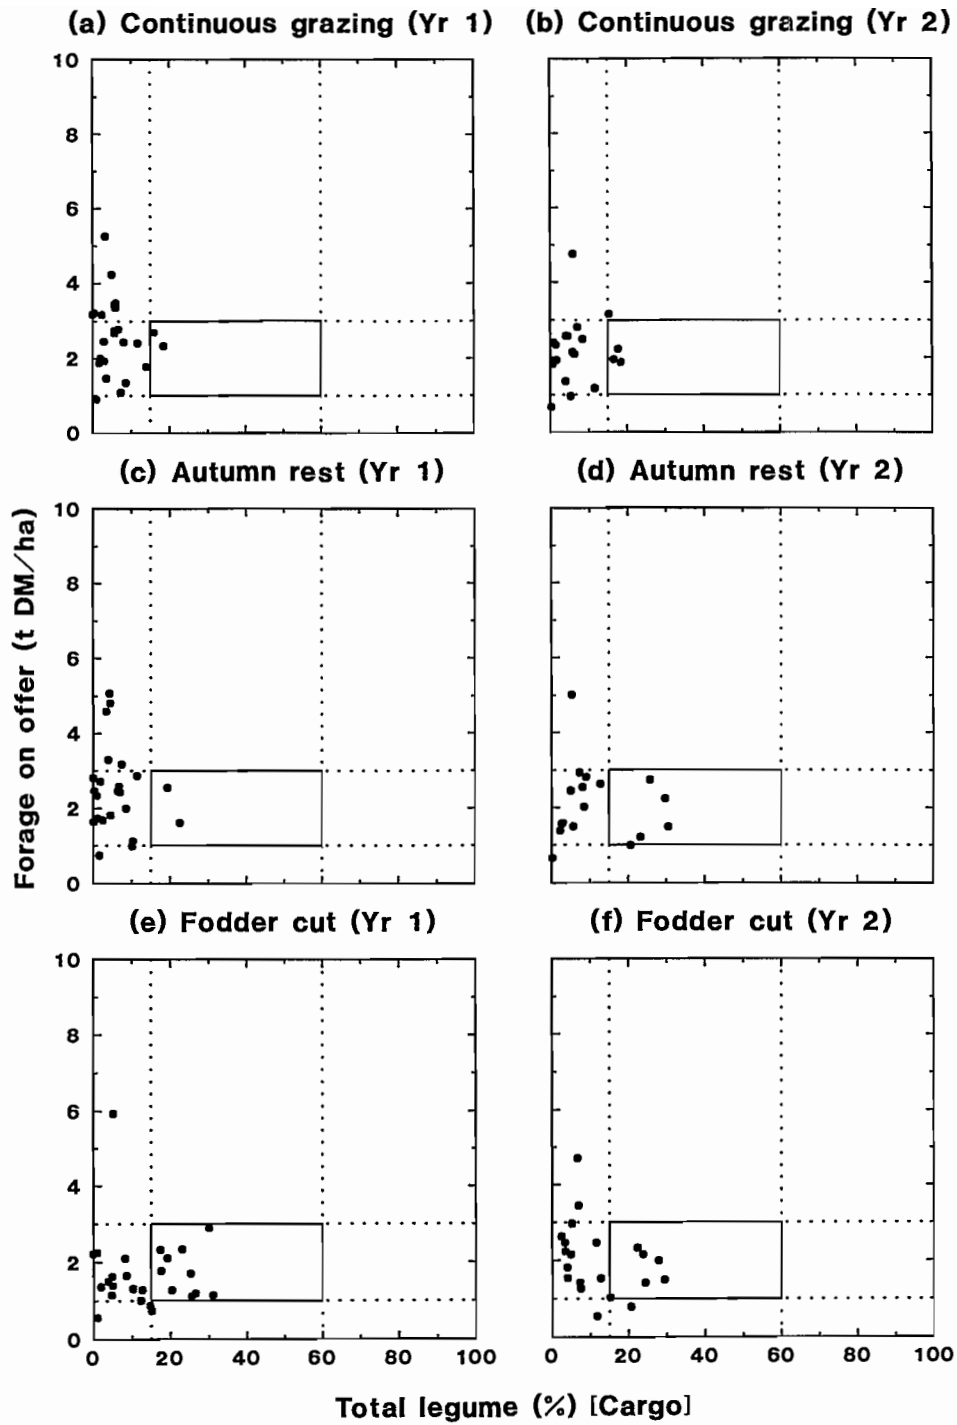 (a) Continuous grazing (Yr 1)
(b) Continuous grazing (Yr 2)
10
8
6
4
2
0
(c) Autumn rest (Yr 1)
(d) Autumn rest (Yr 2)
Forage on offer (t DM/ha)
10
8
6
4
2
0
(e) Fodder cut (Yr 1)
(f) Fodder cut (Yr 2)
10
8
6
4
2
0
0 20 40 60 80 100
0 20 40 60 80 100
Total legume (%) [Cargo]